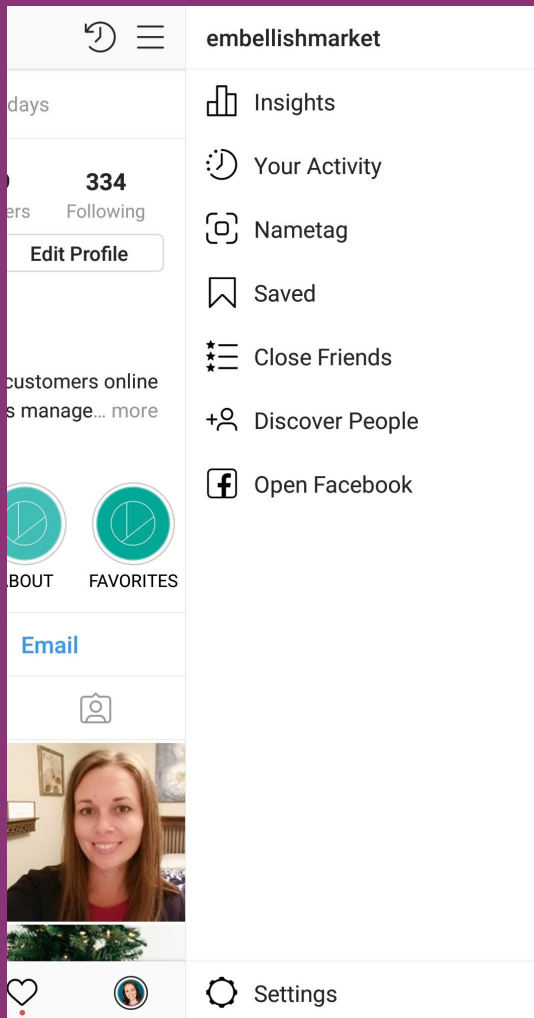 embellishmarket
days
334
ers
Following
Edit Profile
customers online
s manage... more
ABOUT
FAVORITES
Email
Insights
Your Activity
Nametag
Saved
Close Friends
Discover People
Open Facebook
Settings